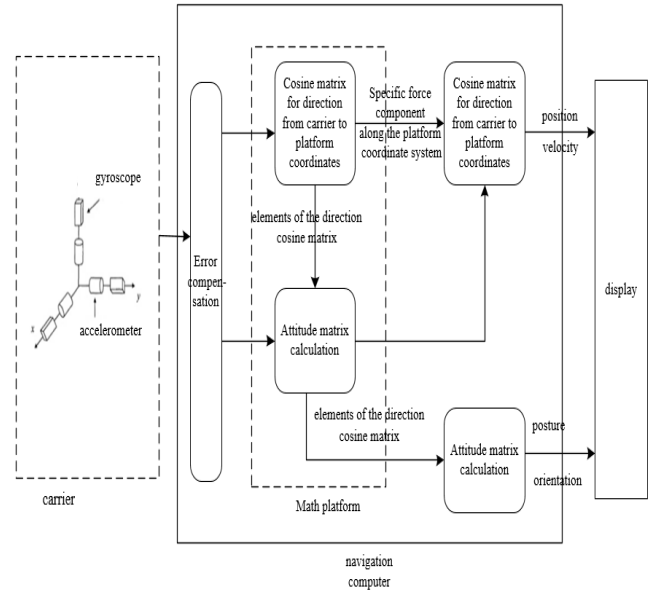 gyroscope
y
x
accelerometer
carrier
Error
compen-
sation
Cosine matrix
for direction
from carrier to
platform
coordinates
Specific force
component
along the platform
coordinate system
Cosine matrix
for direction
from carrier to
platform
coordinates
position
velocity
elements of the direction
cosine matrix
Attitude matrix
calculation
elements of the direction
cosine matrix
Attitude matrix
calculation
posture
orientation
display
Math platform
navigation
computer